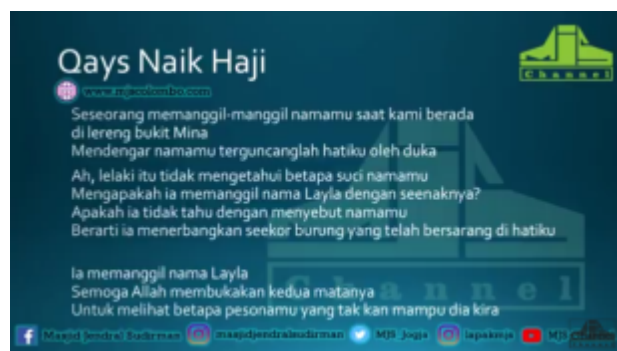 Qays Naik Haji
Channel
www.mjscolombo.com
Seseorang memanggil-manggil namamu saat kami berada
di lereng bukit Mina
Mendengar namamu terguncanglah hatiku oleh duka
Ah, lelaki itu tidak mengetahui betapa suci namamu
Mengapakah ia memanggil nama Layla dengan seenaknya?
Apakah ia tidak tahu dengan menyebut namamu
Berarti ia menerbangkan seekor burung yang telah bersarang di hatiku
Ia memanggil nama Layla
Semoga Allah membukakan kedua matanya
Untuk melihat betapa pesonamu yang tak kan mampu dia kira
Channel
Masjid Jendral Sudirman masjidjendralsudirman MJS Jogja lapakmjs MJS